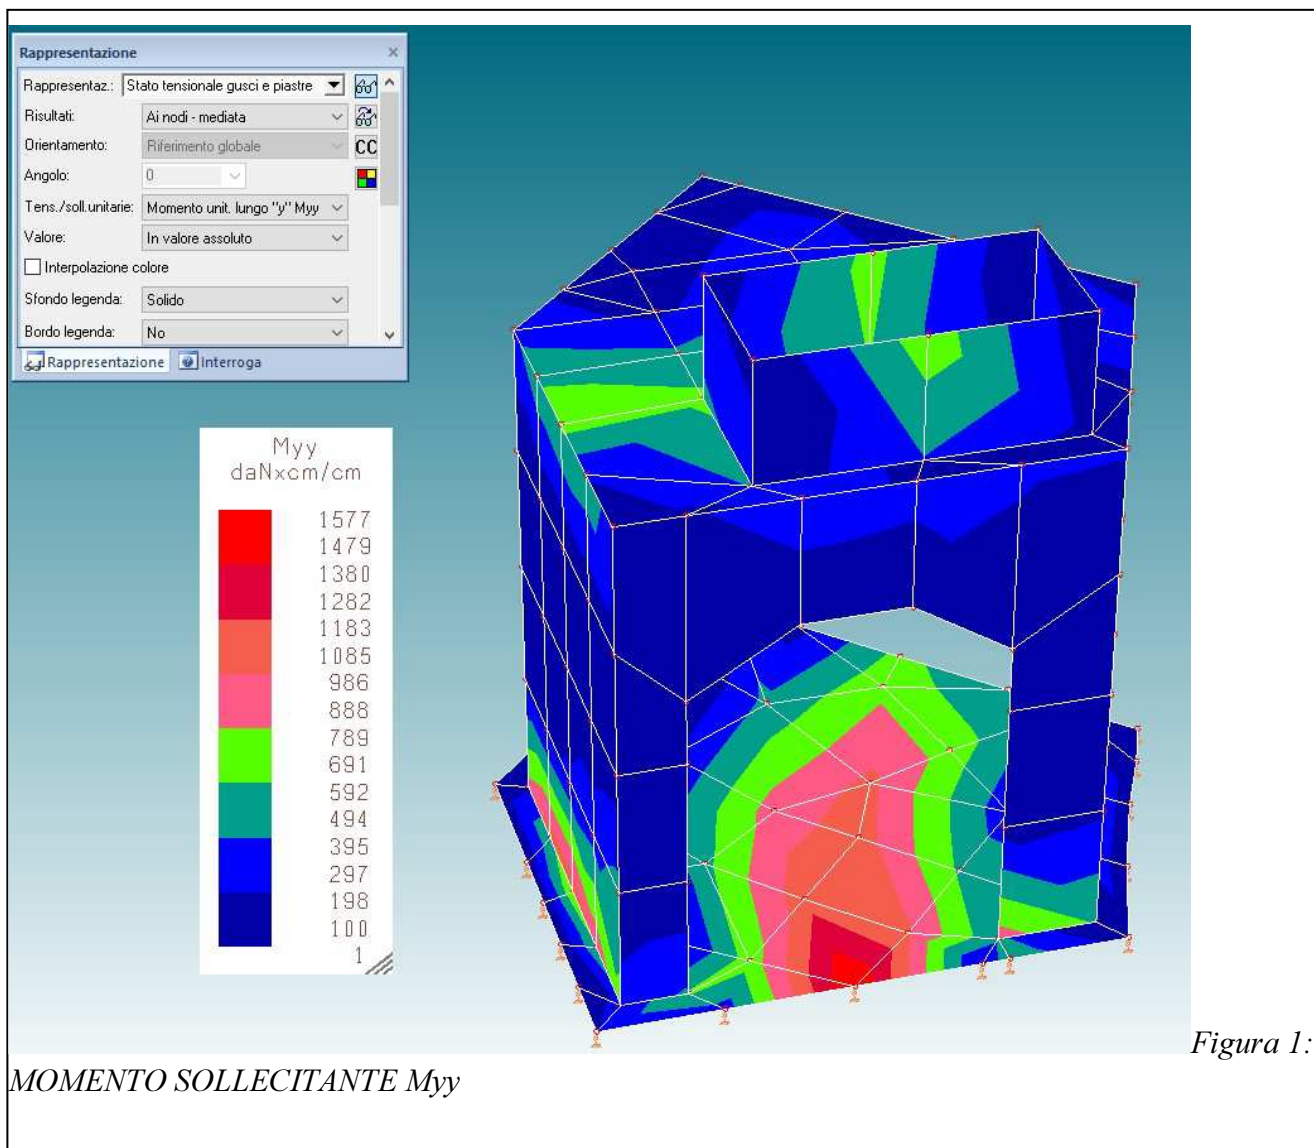 Rappresentazione
Rappresentaz.: Stato tensionale gusci e piastre
Risultati: Ai nodi - mediata
Orientamento: Riferimento globale
CC
Angolo: 0
Tens./soll.unitarie: Momento unit. lungo "y" Myy
Valore: In valore assoluto
Interpolazione colore
Sfondo legenda: Solido
Bordo legenda: No
Rappresentazione Interroga
Myy
daNxcm/cm
1577
1479
1380
1282
1183
1085
986
888
789
691
592
494
395
297
198
100
1
Figura 1:
MOMENTO SOLLECITANTE Myy